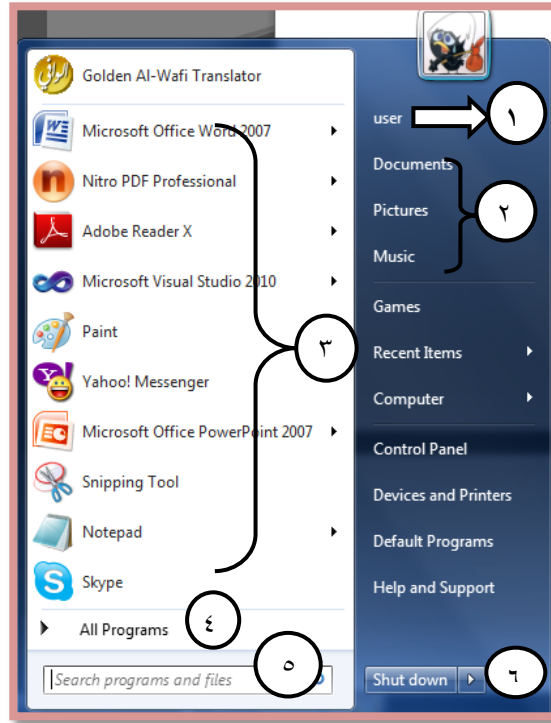 الوافي
Golden Al-Wafi Translator
Microsoft Office Word 2007
Nitro PDF Professional
Adobe Reader X
Microsoft Visual Studio 2010
Paint
Yahoo! Messenger
Microsoft Office PowerPoint 2007
Snipping Tool
Notepad
Skype
٣
All Programs
٤
Search programs and files
٥
user
١
Documents
Pictures
٢
Music
Games
Recent Items
Computer
Control Panel
Devices and Printers
Default Programs
Help and Support
Shut down
٦